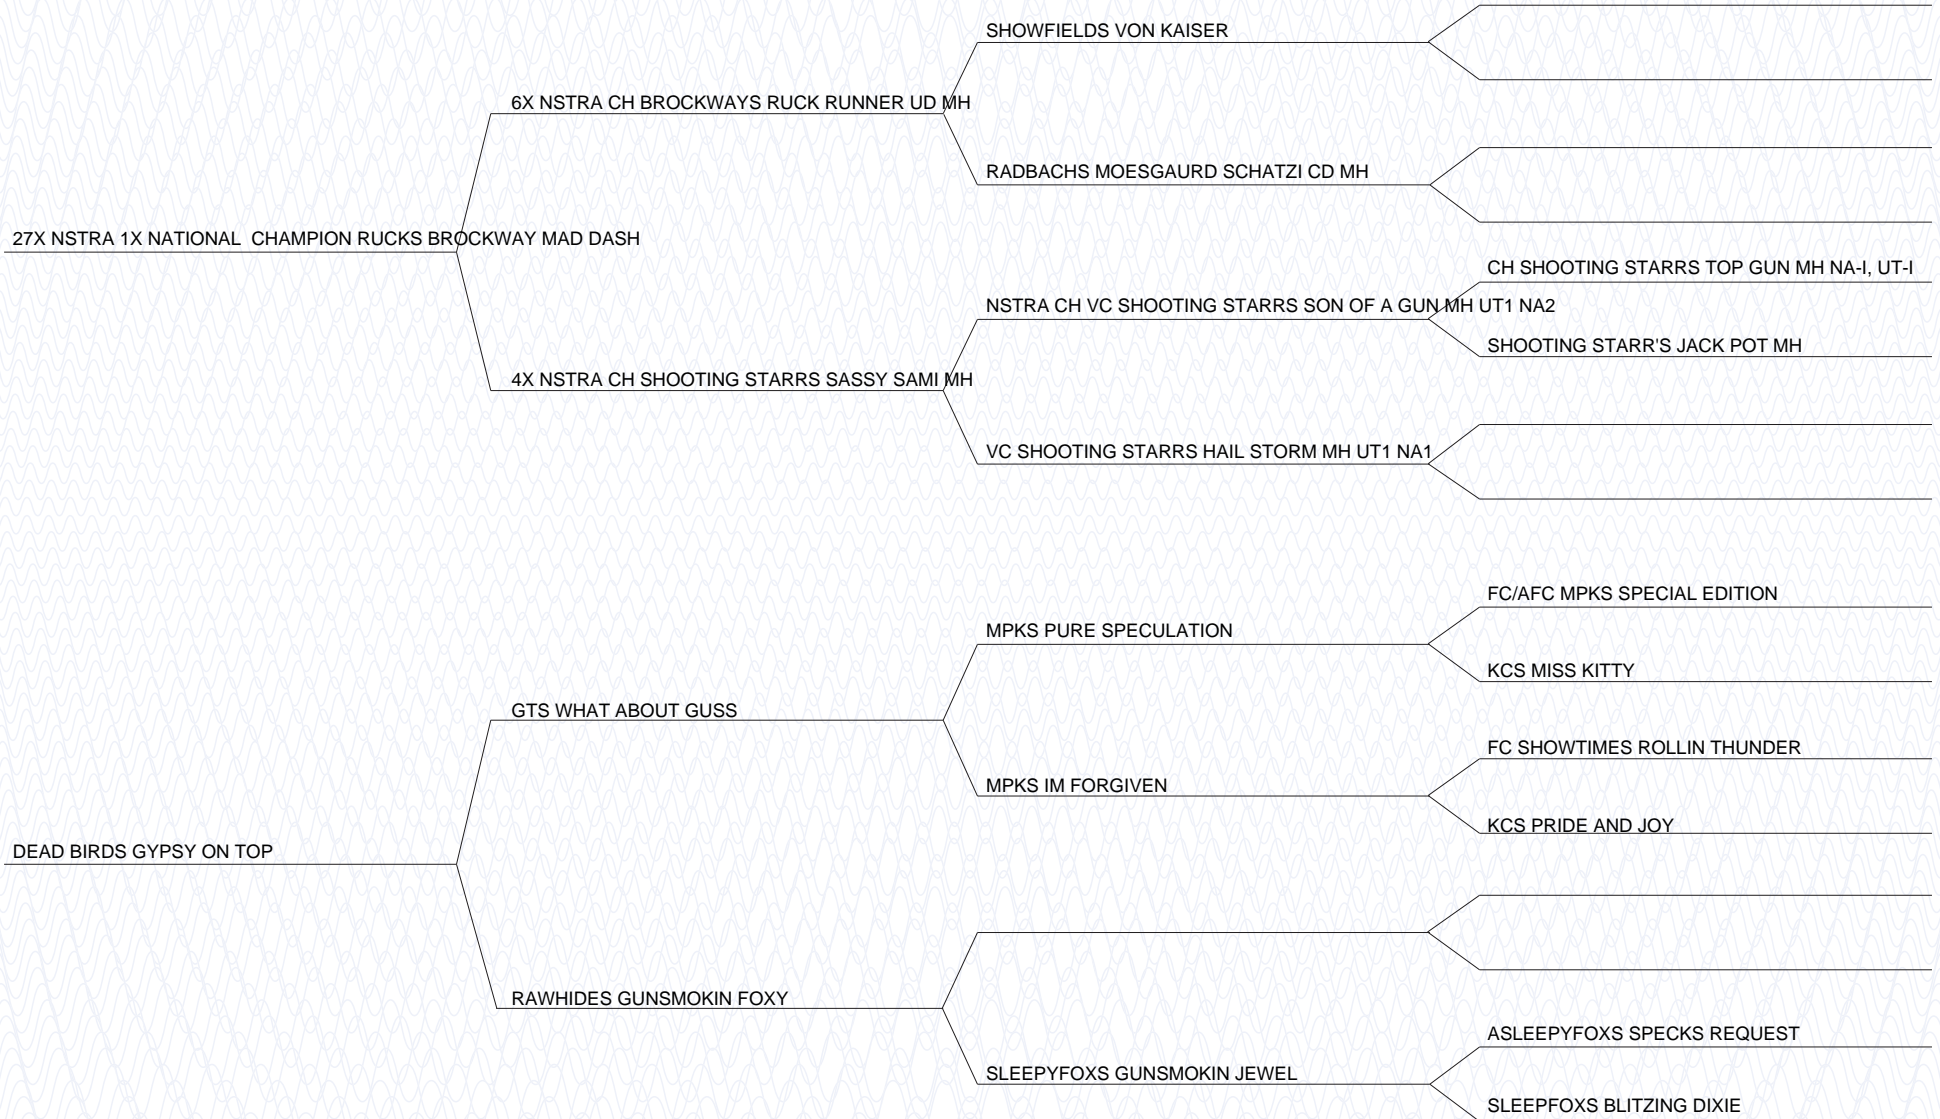 SHOWFIELDS VON KAISER
6X NSTRA CH BROCKWAYS RUCK RUNNER UD MH
RADBACHS MOESGAURD SCHATZI CD MH
27X NSTRA 1X NATIONAL  CHAMPION RUCKS BROCKWAY MAD DASH
CH SHOOTING STARRS TOP GUN MH NA-I, UT-I
NSTRA CH VC SHOOTING STARRS SON OF A GUN MH UT1 NA2
SHOOTING STARR'S JACK POT MH
4X NSTRA CH SHOOTING STARRS SASSY SAMI MH
VC SHOOTING STARRS HAIL STORM MH UT1 NA1
FC/AFC MPKS SPECIAL EDITION
MPKS PURE SPECULATION
KCS MISS KITTY
GTS WHAT ABOUT GUSS
FC SHOWTIMES ROLLIN THUNDER
MPKS IM FORGIVEN
KCS PRIDE AND JOY
DEAD BIRDS GYPSY ON TOP
RAWHIDES GUNSMOKIN FOXY
ASLEEPYFOXS SPECKS REQUEST
SLEEPYFOXS GUNSMOKIN JEWEL
SLEEPFOXS BLITZING DIXIE